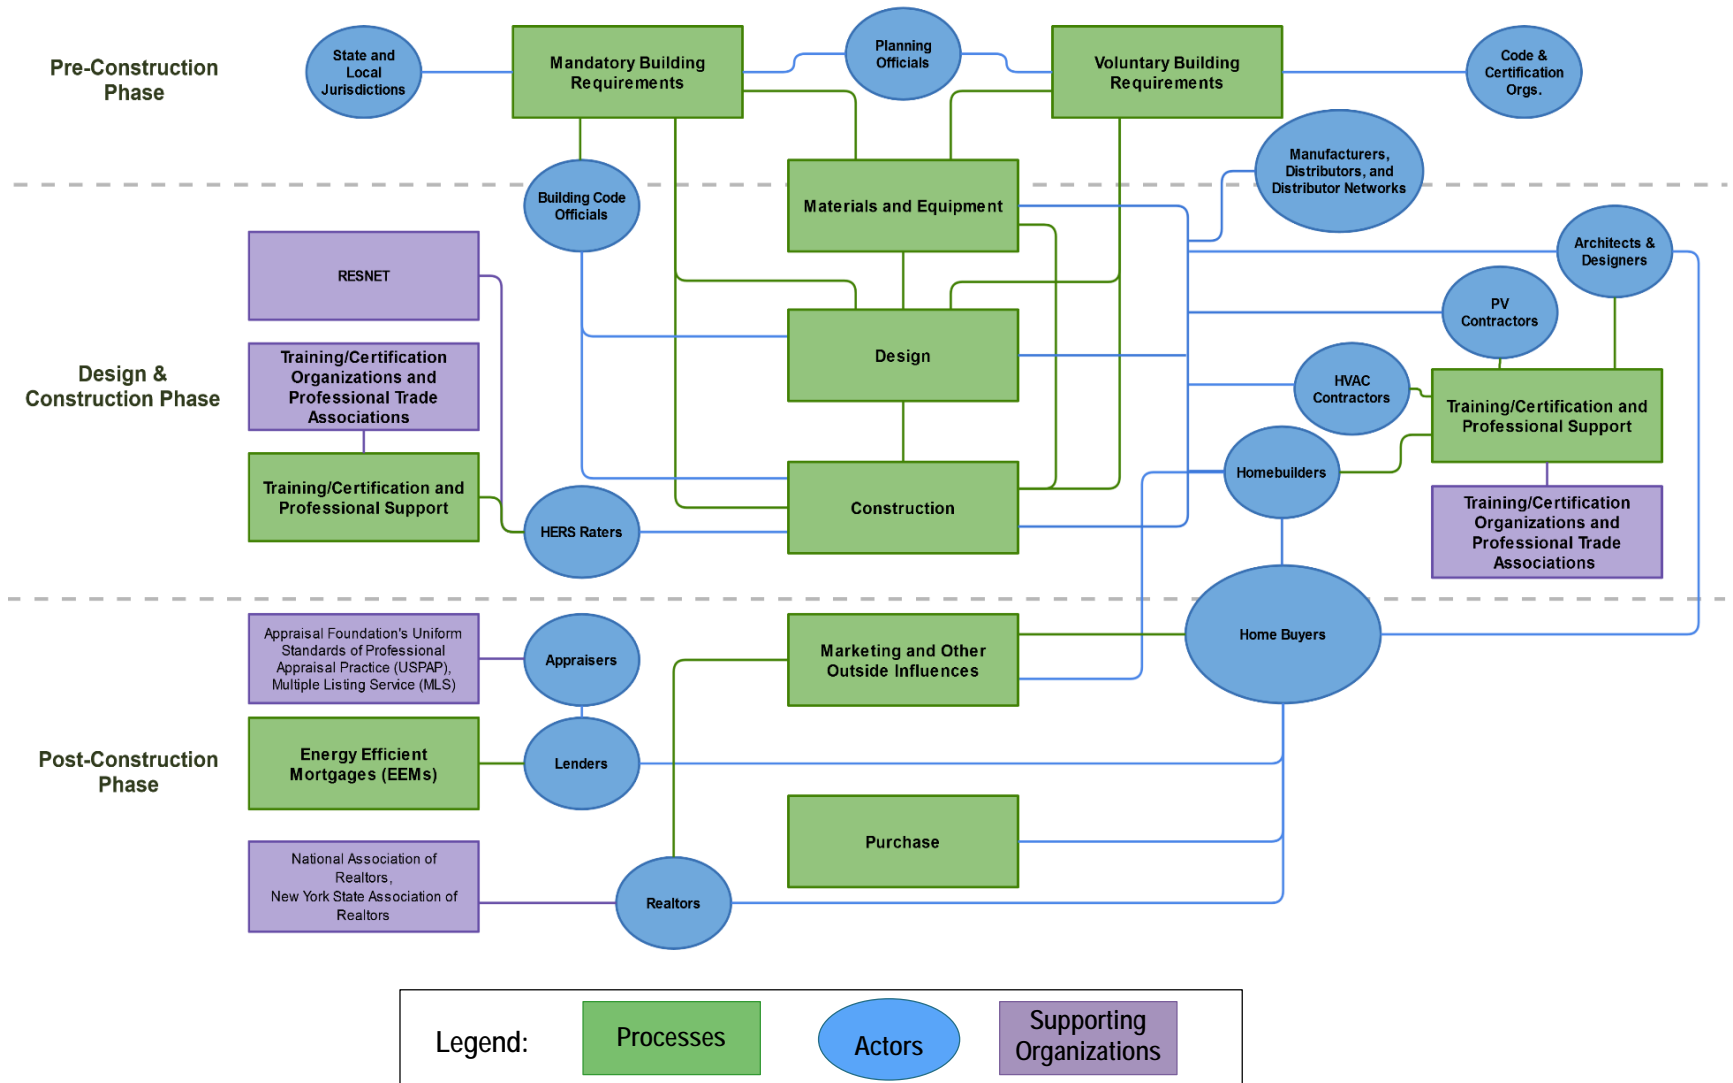 Pre-Construction
Phase
State and
Local
Jurisdictions
Mandatory Building
Requirements
Planning
Officials
Voluntary Building
Requirements
Code &
Certification
Orgs.
Manufacturers,
Distributors, and
Distributor Networks
Building Code
Officials
Materials and Equipment
Architects &
Designers
RESNET
PV
Contractors
Design &
Construction Phase
Training/Certification
Organizations and
Professional Trade
Associations
Design
HVAC
Contractors
Training/Certification and
Professional Support
Homebuilders
Training/Certification and
Professional Support
Construction
HERS Raters
Training/Certification
Organizations and
Professional Trade
Associations
Appraisal Foundation's Uniform
Standards of Professional
Appraisal Practice (USPAP),
Multiple Listing Service (MLS)
Appraisers
Marketing and Other
Outside Influences
Home Buyers
Post-Construction
Phase
Energy Efficient
Mortgages (EEMs)
Lenders
Purchase
National Association of
Realtors,
New York State Association of
Realtors
Realtors
Legend:
Processes
Actors
Supporting
Organizations